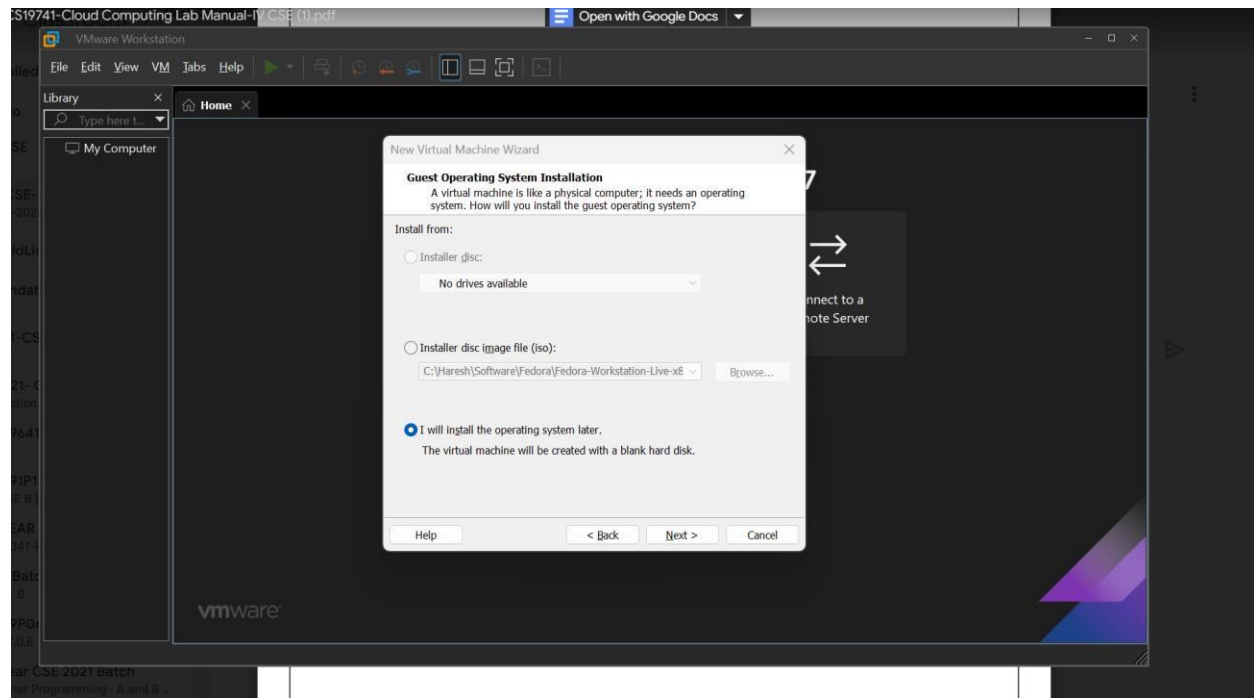 CS19741-Cloud Computing Lab Manual-IV CSE (1).pdf
Open with Google Docs
VMware Workstation
File Edit View VM Tabs Help
Library
Home
Type here t...
My Computer
New Virtual Machine Wizard
Guest Operating System Installation
A virtual machine is like a physical computer; it needs an operating
system. How will you install the guest operating system?
Install from:
Installer disc:
No drives available
Installer disc image file (iso):
C:\Haresh\Software\Fedora\Fedora-Workstation-Live-x8
Browse...
I will install the operating system later.
The virtual machine will be created with a blank hard disk.
Help
< Back
Next >
Cancel
7
nnect to a
note Server
vmware
CSE 2021 Batch
Programming - A and B ...